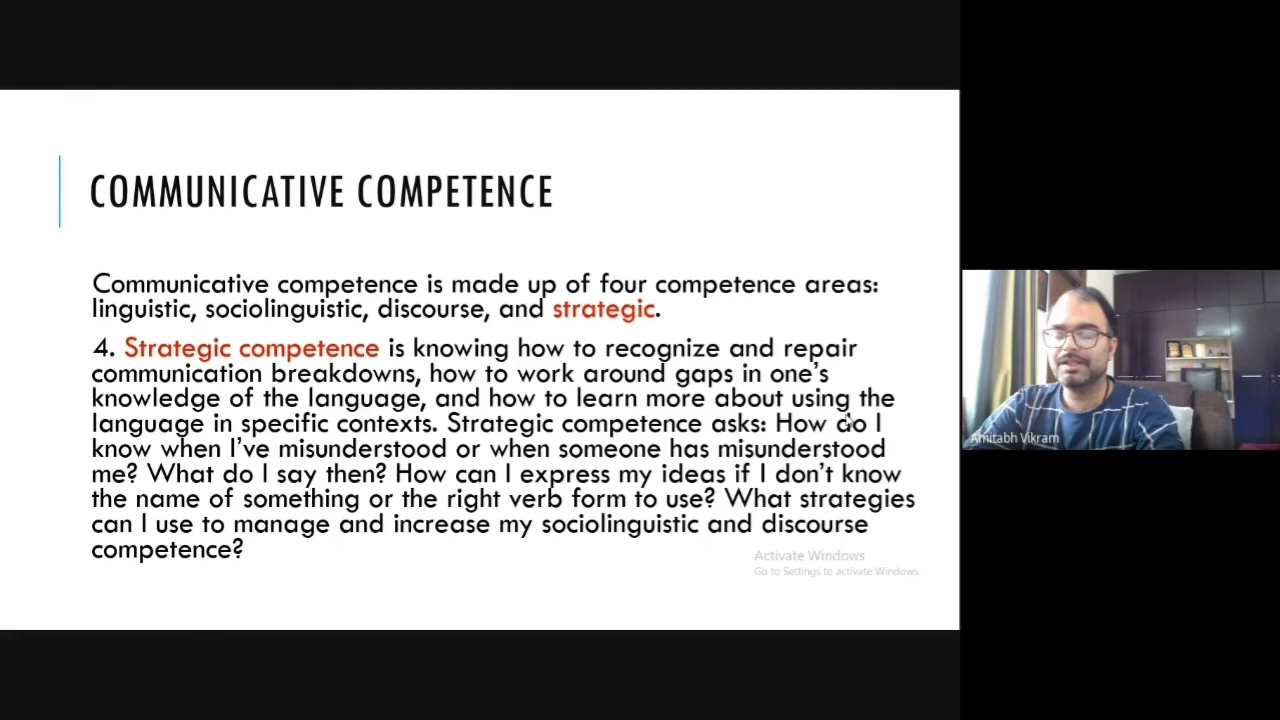 COMMUNICATIVE COMPETENCE
Communicative competence is made up of four competence areas:
linguistic, sociolinguistic, discourse, and strategic.
4. Strategic competence is knowing how to recognize and repair
communication breakdowns, how to work around gaps in one’s
knowledge of the language, and how to learn more about using the
language in specific contexts. Strategic competence asks: How do I
know when I’ve misunderstood or when someone has misunderstood
me? What do I say then? How can I express my ideas if I don’t know
the name of something or the right verb form to use? What strategies
can I use to manage and increase my sociolinguistic and discourse
competence?
Activate Windows
Go to Settings to activate Windows.
Amitabh Vikram